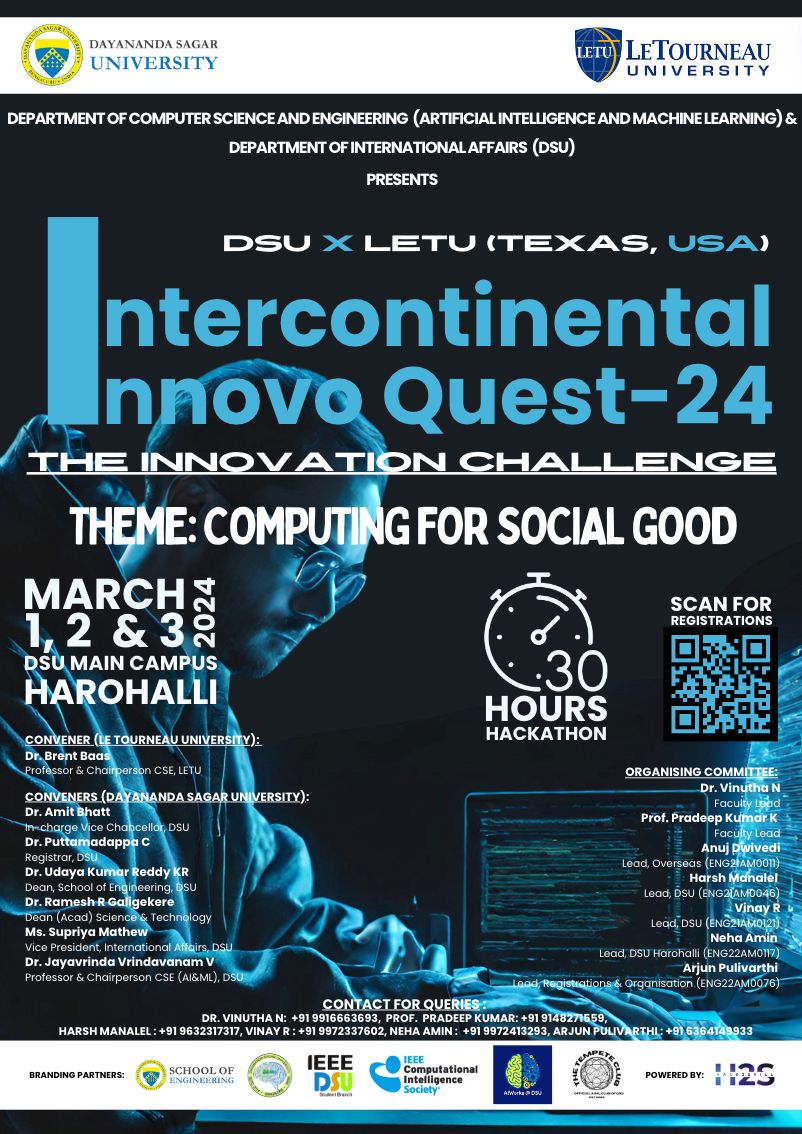 DAYANANDA SAGAR
UNIVERSITY
LETU
LETOURNEAU
UNIVERSITY
DEPARTMENT OF COMPUTER SCIENCE AND ENGINEERING (ARTIFICIAL INTELLIGENCE AND MACHINE LEARNING) &
DEPARTMENT OF INTERNATIONAL AFFAIRS (DSU)
PRESENTS
DSU X LETU (TEXAS, USA)
Intercontinental
Innovo Quest-24
THE INNOVATION CHALLENGE
THEME: COMPUTING FOR SOCIAL GOOD
MARCH
1, 2 & 3
2024
DSU MAIN CAMPUS
HAROHALLI
30
HOURS
HACKATHON
SCAN FOR
REGISTRATIONS
CONVENER (LE TOURNEAU UNIVERSITY):
Dr. Brent Baas
Professor & Chairperson CSE, LETU
CONVENERS (DAYANANDA SAGAR UNIVERSITY):
Dr. Amit Bhatt
In-charge Vice Chancellor, DSU
Dr. Puttamadappa C
Registrar, DSU
Dr. Udaya Kumar Reddy KR
Dean, School of Engineering, DSU
Dr. Ramesh R Galigekere
Dean (Acad) Science & Technology
Ms. Supriya Mathew
Vice President, International Affairs, DSU
Dr. Jayavrinda Vrindavanam V
Professor & Chairperson CSE (AI&ML), DSU
ORGANISING COMMITTEE:
Dr. Vinutha N
Faculty Lead
Prof. Pradeep Kumar K
Faculty Lead
Anuj Dwivedi
Lead, Overseas (ENG21AM0011)
Harsh Manalel
Lead, DSU (ENG21AM0046)
Vinay R
Lead, DSU (ENG21AM0121)
Neha Amin
Lead, DSU Harohalli (ENG22AM0117)
Arjun Pulivarthi
Lead, Registrations & Organisation (ENG22AM0076)
CONTACT FOR QUERIES :
DR. VINUTHA N: +91 9916663693, PROF. PRADEEP KUMAR: +91 9148271559,
HARSH MANALEL : +91 9632317317, VINAY R : +91 9972337602, NEHA AMIN : +91 9972413293, ARJUN PULIVARTHI : +91 6364149933
BRANDING PARTNERS:
SCHOOL OF
ENGINEERING
IEEE
DSU
Student Branch
IEEE
Computational
Intelligence
Society
AIWorks @ DSU
THE TEMPETE CLUB
POWERED BY:
H2S